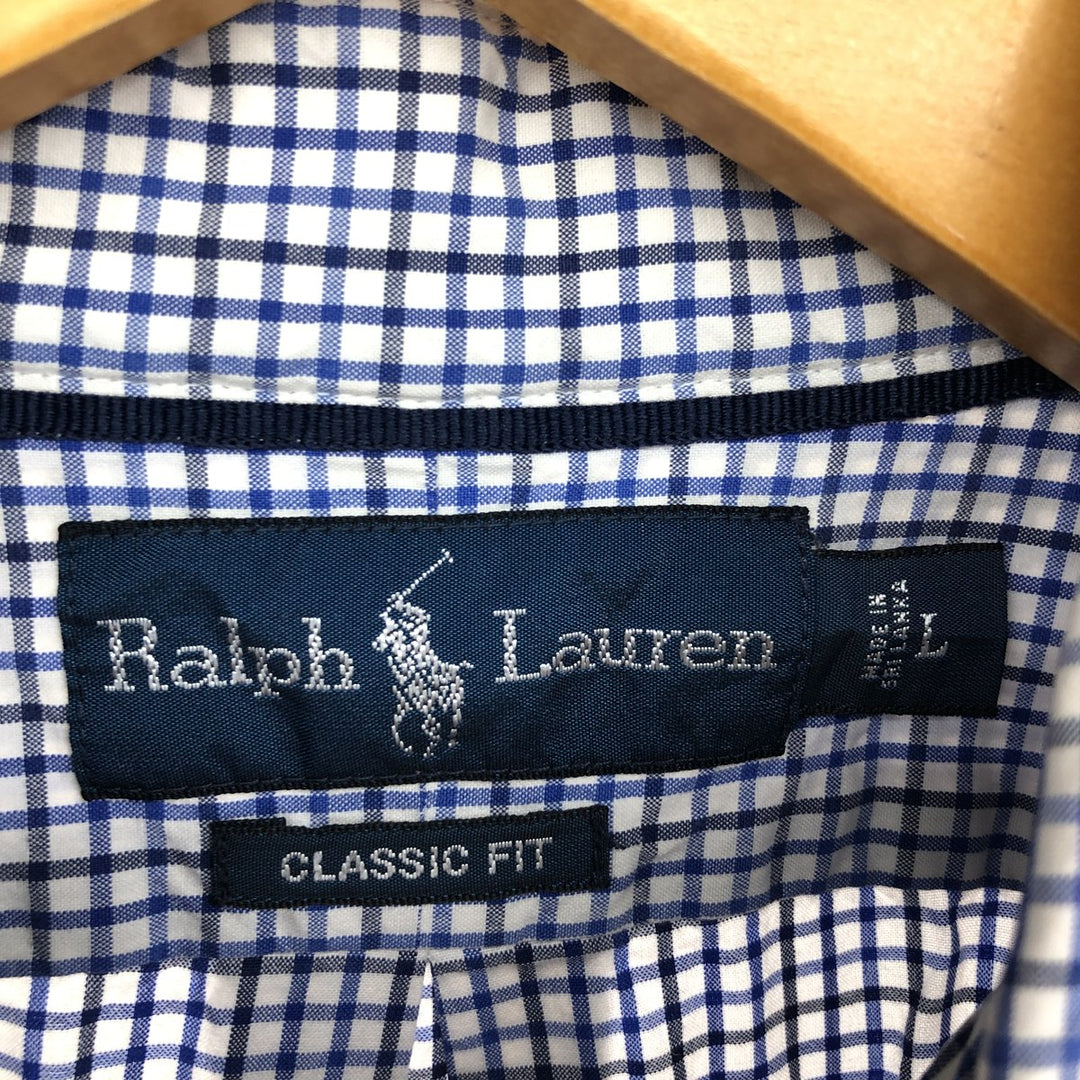 Ralph Lauren
L
MADE IN
SRI LANKA
CLASSIC FIT